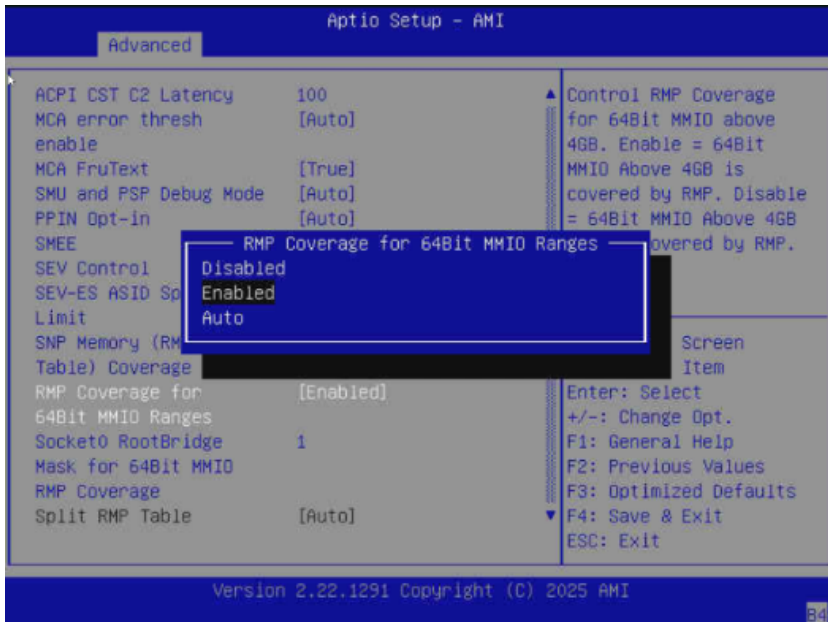 Aptio Setup – AMI
Advanced
ACPI CST C2 Latency 100
MCA error thresh [Auto]
enable
MCA FruText [True]
SMU and PSP Debug Mode [Auto]
PPIN Opt-in [Auto]
SMEE
SEV Control
SEV-ES ASID Sp
Limit
SNP Memory (RM
Table) Coverage
RMP Coverage for [Enabled]
64Bit MMIO Ranges
Socket0 RootBridge 1
Mask for 64Bit MMIO
RMP Coverage
Split RMP Table [Auto]
RMP Coverage for 64Bit MMIO Ranges
Disabled
Enabled
Auto
Control RMP Coverage
for 64Bit MMIO above
4GB. Enable = 64Bit
MMIO Above 4GB is
covered by RMP. Disable
= 64Bit MMIO Above 4GB
overed by RMP.
Screen
Item
Enter: Select
+/-: Change Opt.
F1: General Help
F2: Previous Values
F3: Optimized Defaults
F4: Save & Exit
ESC: Exit
Version 2.22.1291 Copyright (C) 2025 AMI
B4